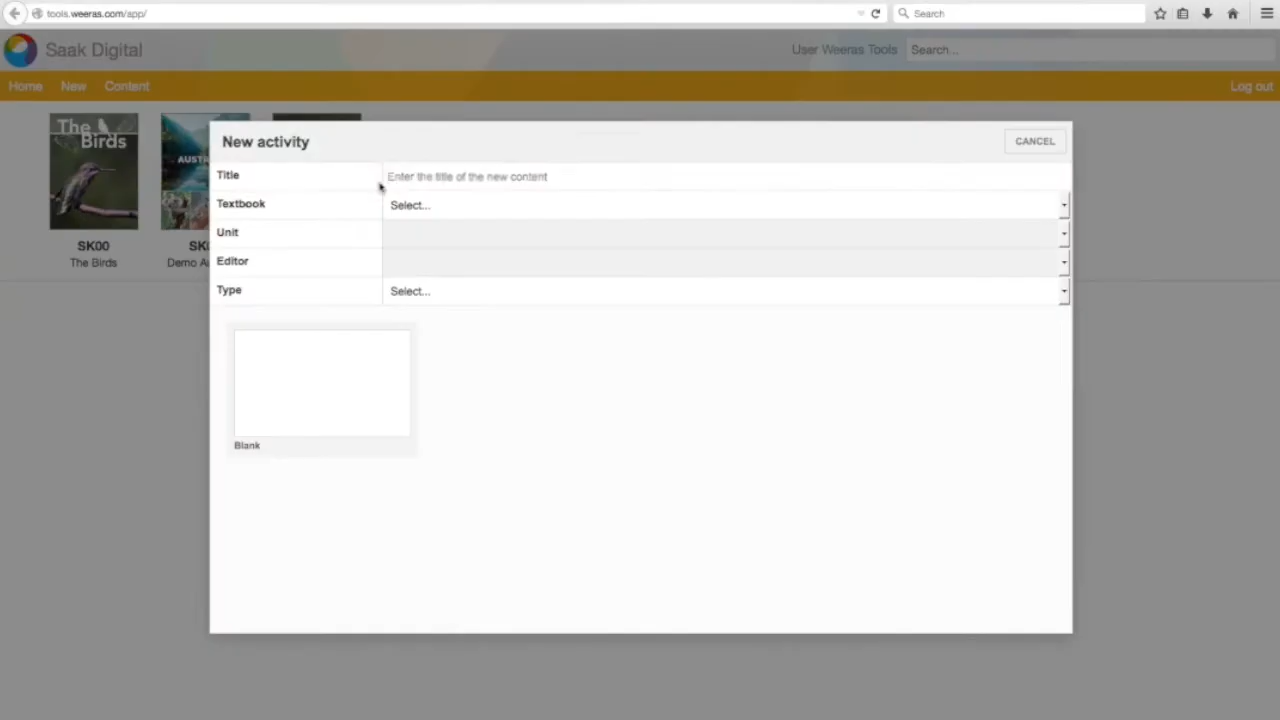 tools.weeras.com/app/
Search
Saak Digital
User Weeras Tools
Search...
Home
New
Content
Log out
The
Birds
SK00
The Birds
New activity
CANCEL
Title
Enter the title of the new content
Textbook
Select...
Unit
Editor
Type
Select...
Blank